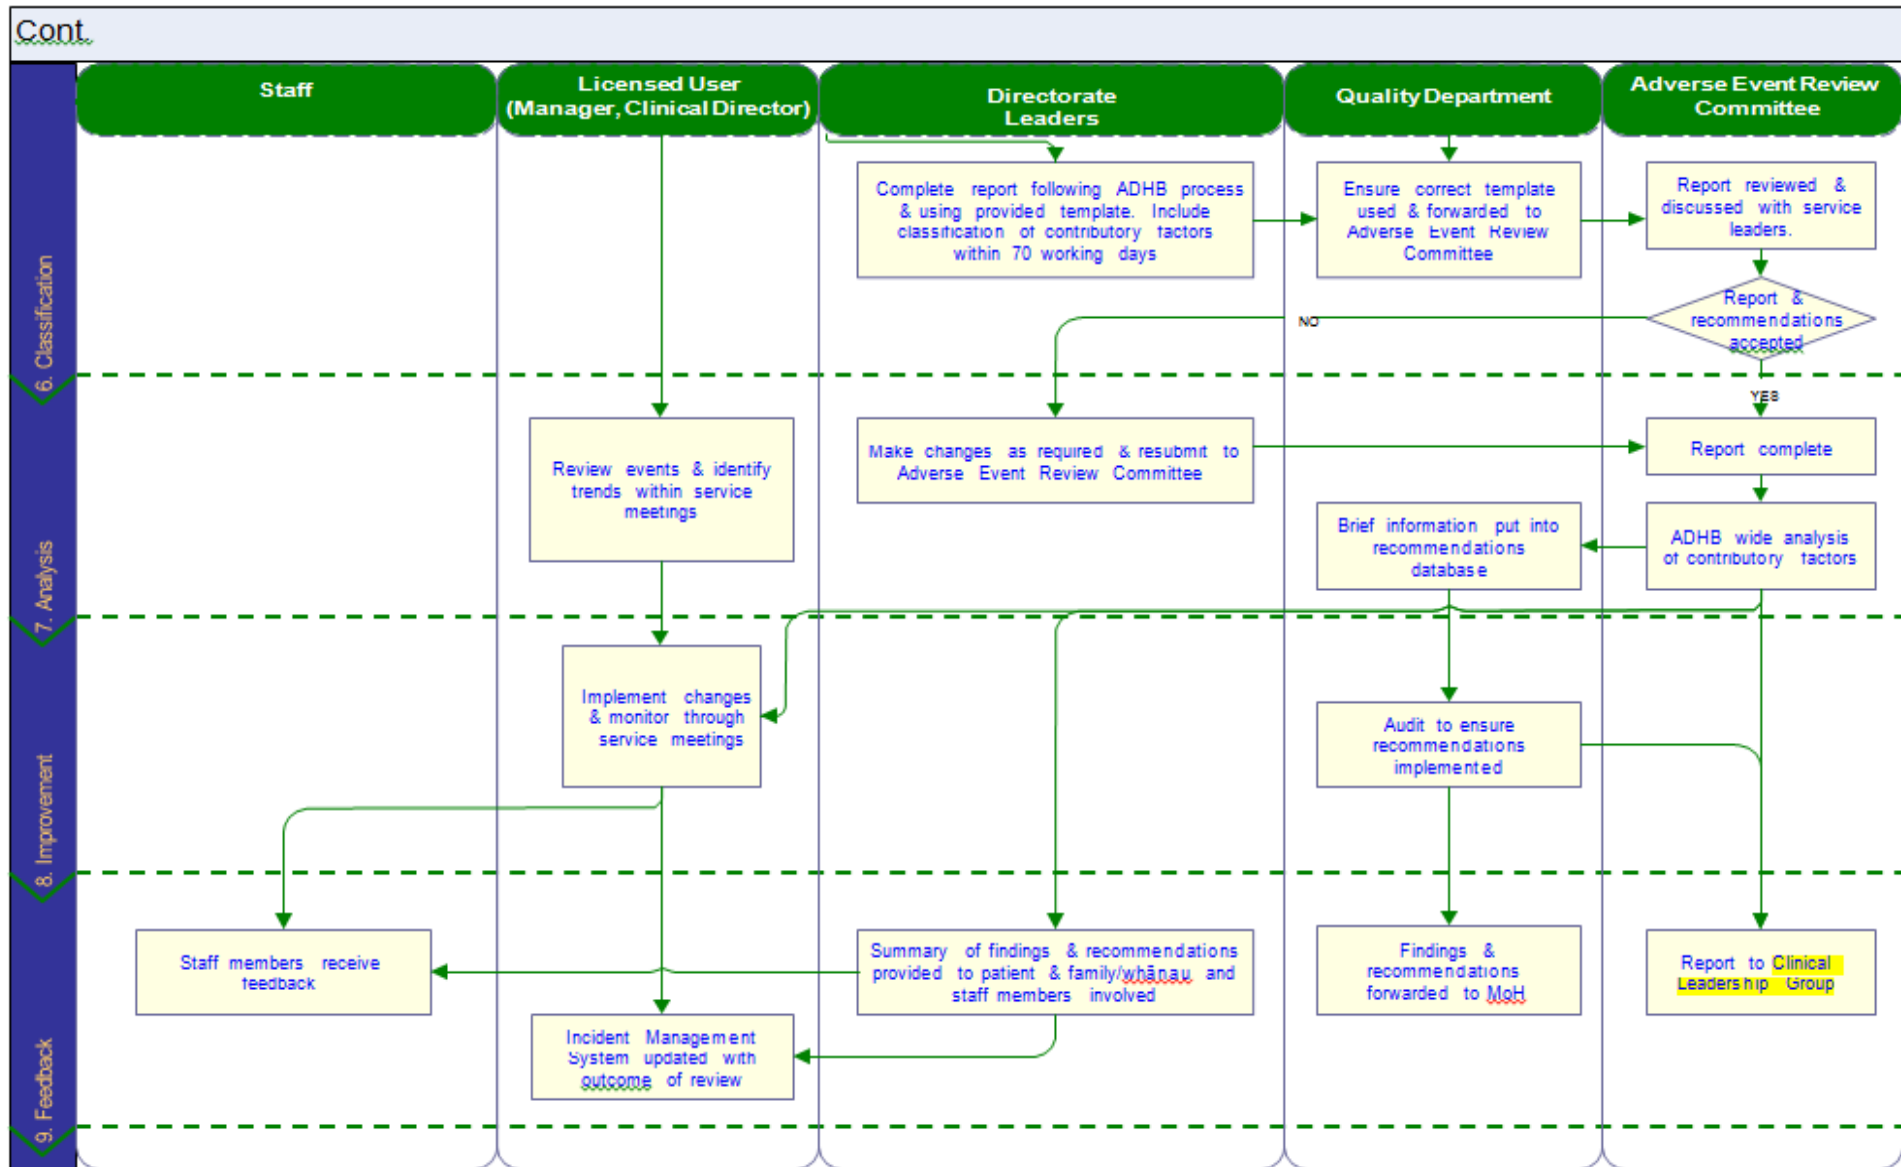 Cont.
Staff
Licensed User
(Manager, Clinical Director)
Directorate
Leaders
Quality Department
Adverse Event Review
Committee
6. Classification
Complete report following ADHB process
& using provided template. Include
classification of contributory factors
within 70 working days
Ensure correct template
used & forwarded to
Adverse Event Review
Committee
Report reviewed &
discussed with service
leaders.
Report &
recommendations
accepted
NO
YES
7. Analysis
Review events & identify
trends within service
meetings
Make changes as required & resubmit to
Adverse Event Review Committee
Report complete
Brief information put into
recommendations
database
ADHB wide analysis
of contributory factors
8. Improvement
Implement changes
& monitor through
service meetings
Audit to ensure
recommendations
implemented
9. Feedback
Staff members receive
feedback
Summary of findings & recommendations
provided to patient & family/whānau and
staff members involved
Findings &
recommendations
forwarded to MoH
Report to Clinical
Leadership Group
Incident Management
System updated with
outcome of review